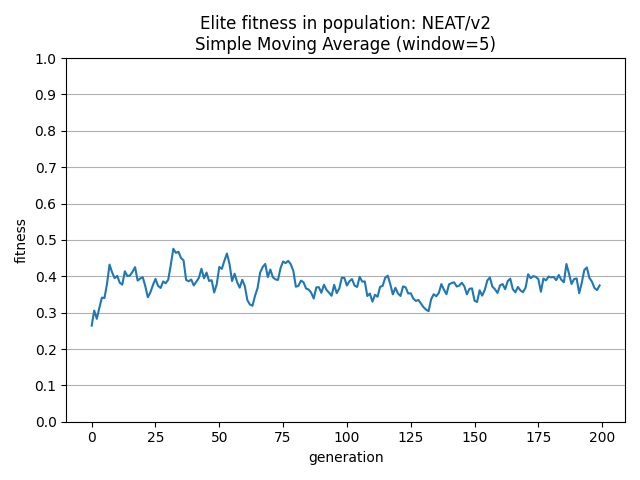 Elite fitness in population: NEAT/v2
Simple Moving Average (window=5)
1.0
0.9
0.8
0.7
0.6
0.5
0.4
0.3
0.2
0.1
0.0
fitness
0 25 50 75 100 125 150 175 200
generation